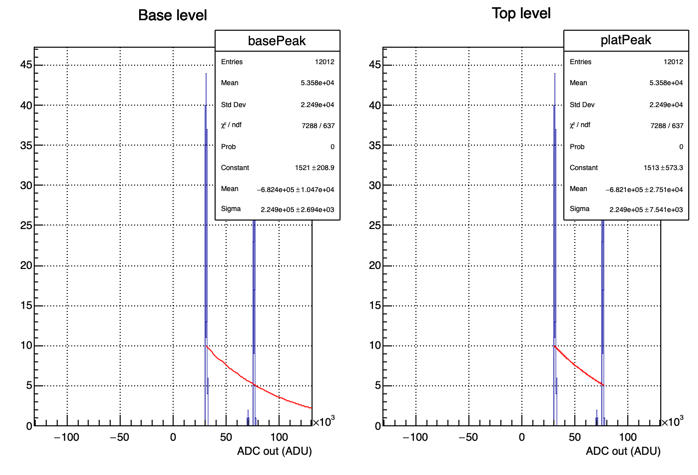 Base level
basePeak
Entries 12012
Mean 5.358e+04
Std Dev 2.249e+04
χ² / ndf 7288 / 637
Prob 0
Constant 1521 ± 208.9
Mean −6.824e+05 ± 1.047e+04
Sigma 2.249e+05 ± 2.694e+03
45
40
35
30
25
20
15
10
5
0
−100 −50 0 50 100
×10³
ADC out (ADU)
Top level
platPeak
Entries 12012
Mean 5.358e+04
Std Dev 2.249e+04
χ² / ndf 7288 / 637
Prob 0
Constant 1513 ± 573.3
Mean −6.821e+05 ± 2.751e+04
Sigma 2.249e+05 ± 7.541e+03
45
40
35
30
25
20
15
10
5
0
−100 −50 0 50 100
×10³
ADC out (ADU)